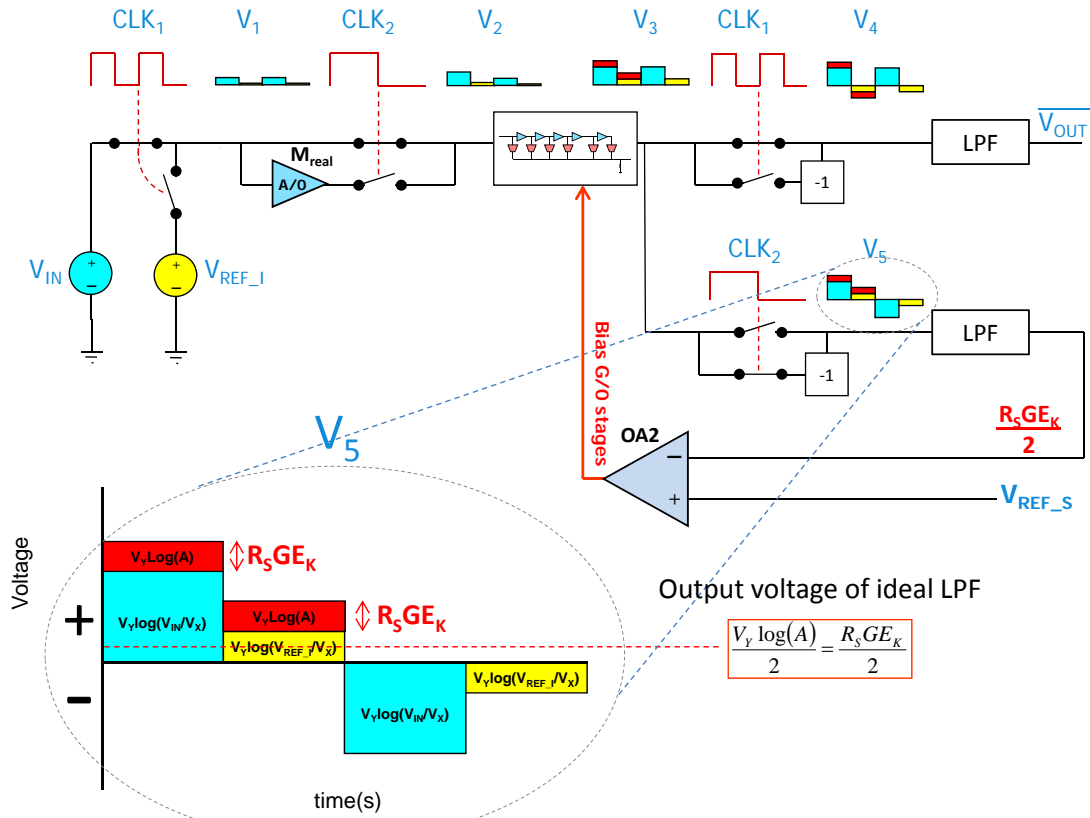 CLK1 V1 CLK2 V2 V3 CLK1 V4
Mreal
A/0
-1
LPF
VOUT
+
−
VIN
+
−
VREF_I
CLK2
V5
-1
LPF
Bias G/0 stages
RSGEK
2
OA2
−
+
VREF_S
V5
Voltage
+
−
VYLog(A)
RSGEK
VYlog(VIN/VX)
VYLog(A)
RSGEK
VYlog(VREF_I/VX)
VYlog(VIN/VX)
VYlog(VREF_I/VX)
time(s)
Output voltage of ideal LPF
VY log(A) / 2 = RSGEK / 2